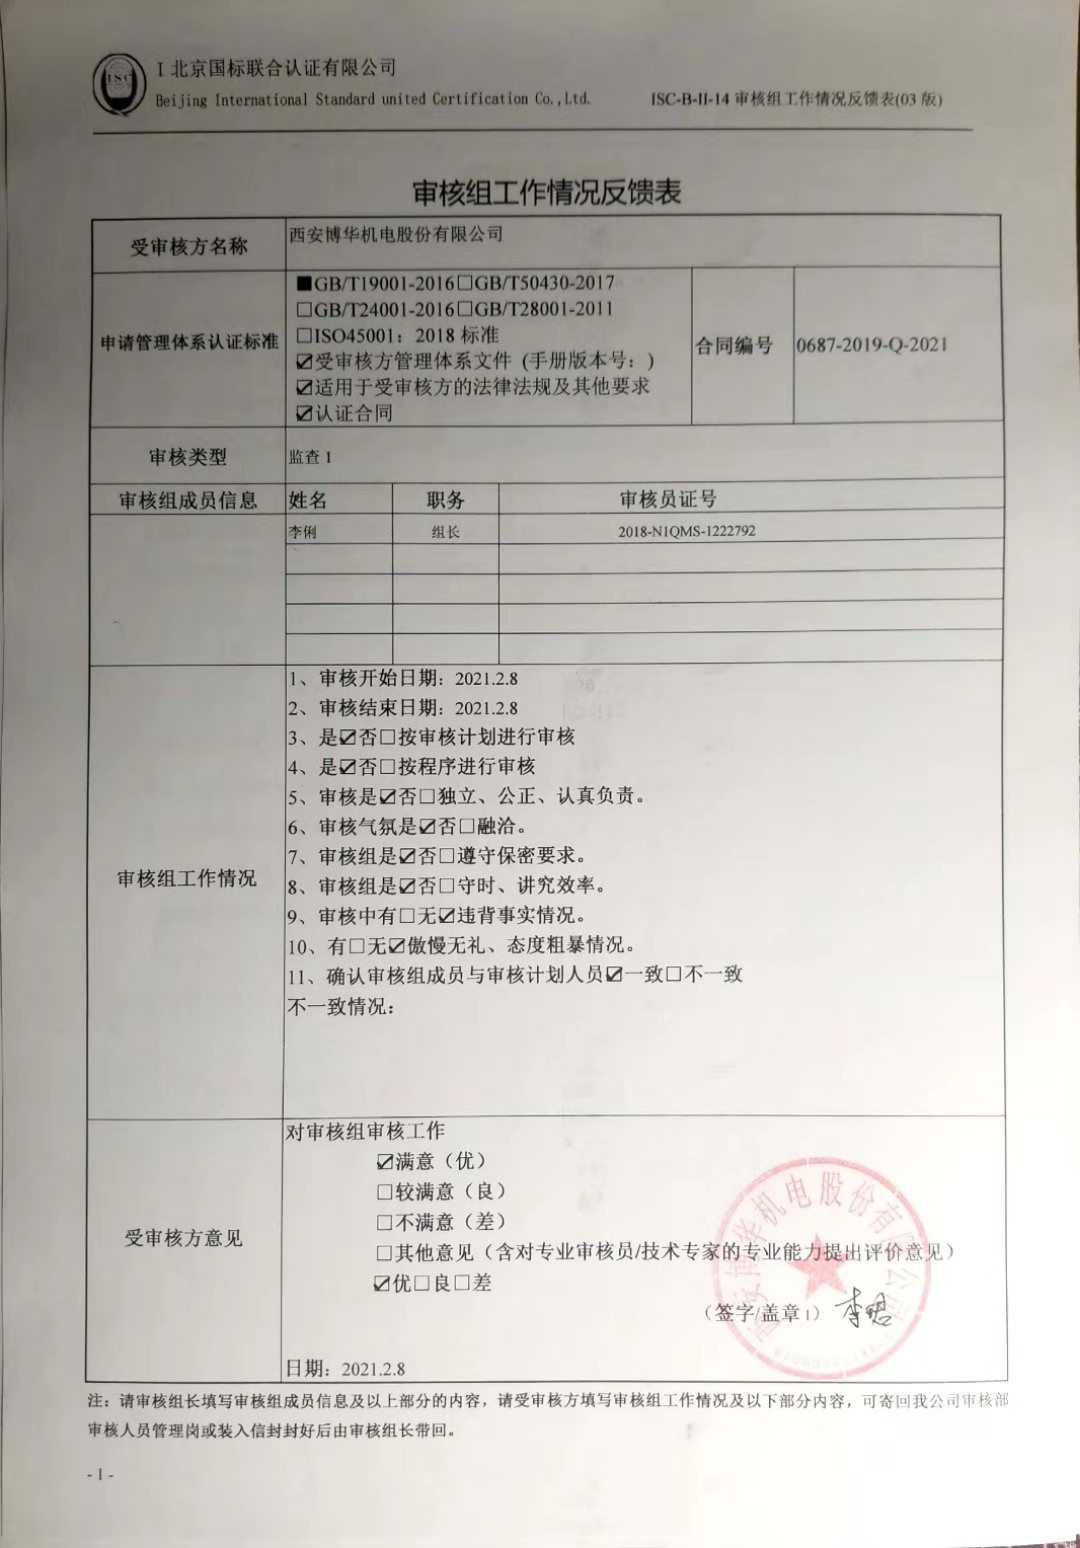 ISC
I 北京国标联合认证有限公司
Beijing International Standard united Certification Co.,Ltd.
ISC-B-II-14 审核组工作情况反馈表(03 版)
审核组工作情况反馈表
受审核方名称
西安博华机电股份有限公司
申请管理体系认证标准
■GB/T19001-2016□GB/T50430-2017
□GB/T24001-2016□GB/T28001-2011
□ISO45001：2018 标准
☑受审核方管理体系文件（手册版本号：）
☑适用于受审核方的法律法规及其他要求
☑认证合同
合同编号
0687-2019-Q-2021
审核类型
监查 1
审核组成员信息
姓名
职务
审核员证号
李俐
组长
2018-N1QMS-1222792
审核组工作情况
1、审核开始日期：2021.2.8
2、审核结束日期：2021.2.8
3、是☑否□按审核计划进行审核
4、是☑否□按程序进行审核
5、审核是☑否□独立、公正、认真负责。
6、审核气氛是☑否□融洽。
7、审核组是☑否□遵守保密要求。
8、审核组是☑否□守时、讲究效率。
9、审核中有□无☑违背事实情况。
10、有□无☑傲慢无礼、态度粗暴情况。
11、确认审核组成员与审核计划人员☑一致□不一致
不一致情况：
受审核方意见
对审核组审核工作
☑满意（优）
□较满意（良）
□不满意（差）
□其他意见（含对专业审核员/技术专家的专业能力提出评价意见）
☑优□良□差
（签字/盖章 1）
西安博华机电股份有限公司
日期：2021.2.8
注：请审核组长填写审核组成员信息及以上部分的内容，请受审核方填写审核组工作情况及以下部分内容，可寄回我公司审核部
审核人员管理岗或装入信封封好后由审核组长带回。
- 1 -